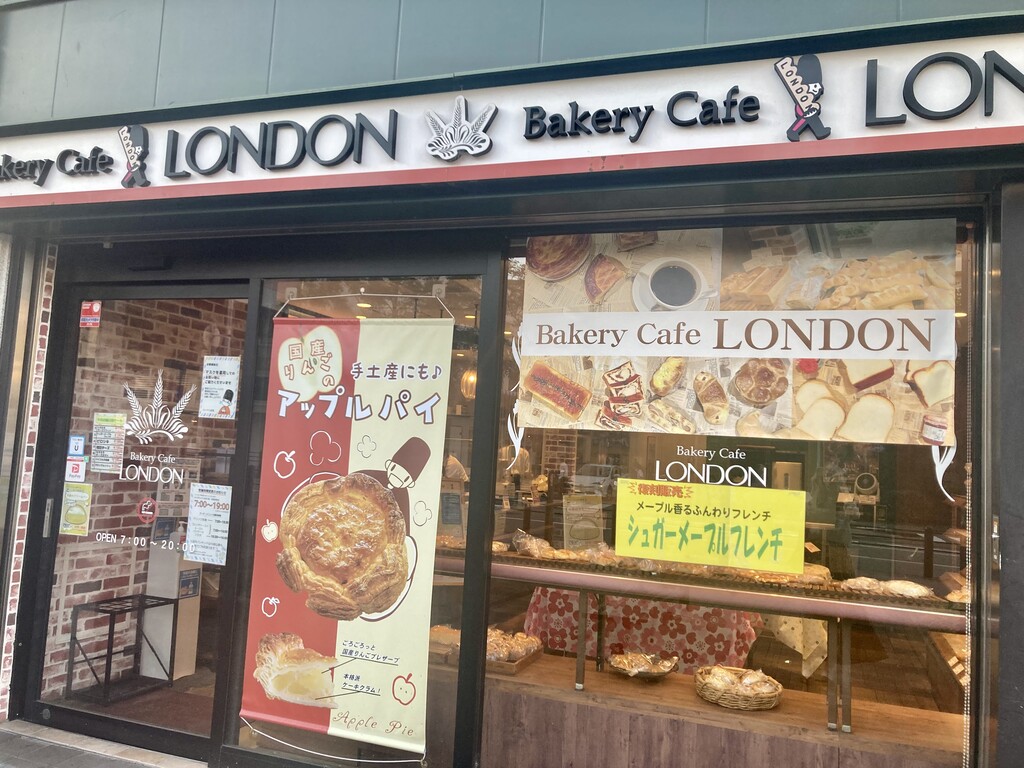 Bakery Cafe
LONDON
LONDON
Bakery Cafe
LONDON
LON
国産
りんごの
手土産にも♪
アップルパイ
ごろごろっと
国産りんごプレザーブ
本格派
ケーキクラム!
Apple Pie
Bakery Cafe LONDON
Bakery Cafe
LONDON
復刻販売
メープル香るふんわりフレンチ
シュガーメープルフレンチ
Bakery Cafe
LONDON
7:00~19:00
OPEN 7:00 ~ 20:00
PayPay